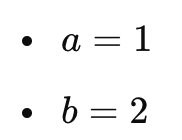 • a = 1
• b = 2